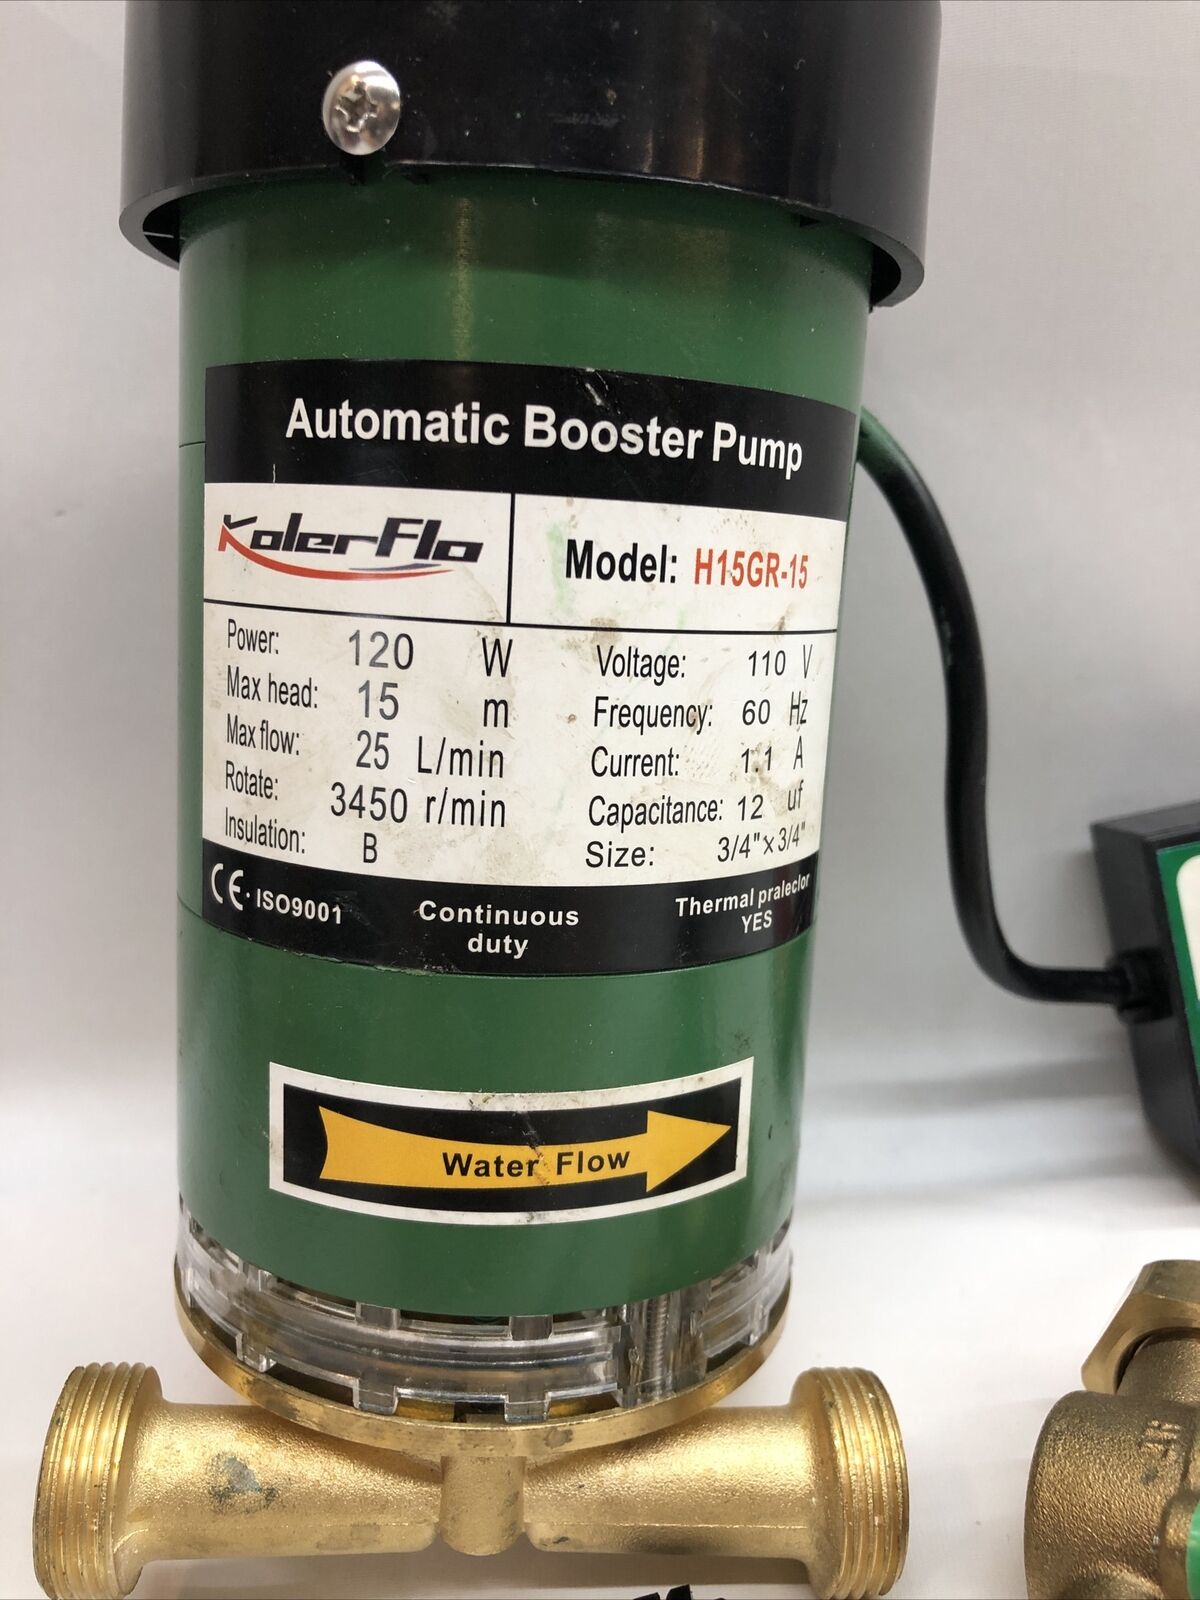 Automatic Booster Pump
KolerFlo
Model: H15GR-15
Power: 120 W
Max head: 15 m
Max flow: 25 L/min
Rotate: 3450 r/min
Insulation: B
Voltage: 110 V
Frequency: 60 Hz
Current: 1.1 A
Capacitance: 12 uf
Size: 3/4"×3/4"
CE · ISO9001
Continuous
duty
Thermal praleclor
YES
Water Flow